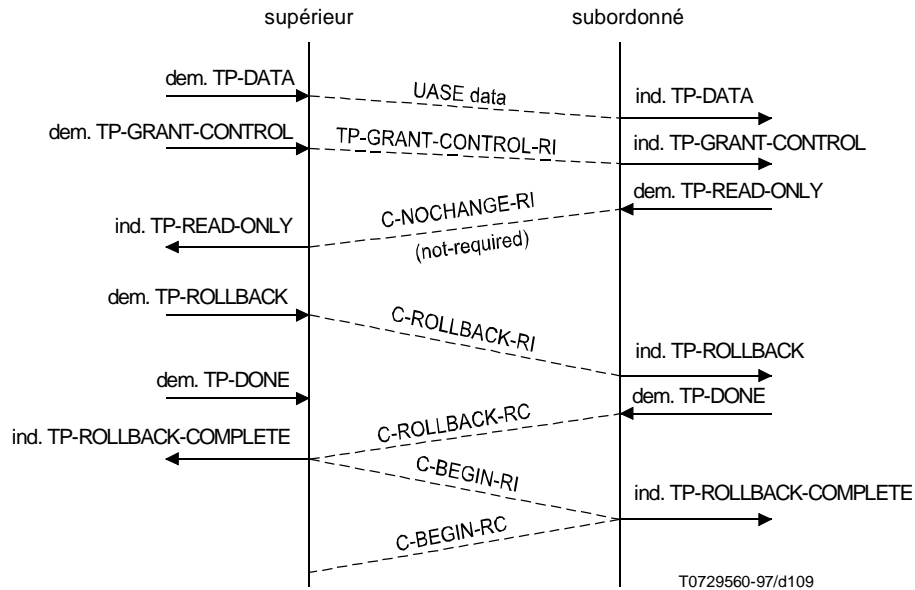 supérieur
subordonné
dem. TP-DATA
UASE data
ind. TP-DATA
dem. TP-GRANT-CONTROL
TP-GRANT-CONTROL-RI
ind. TP-GRANT-CONTROL
dem. TP-READ-ONLY
C-NOCHANGE-RI
(not-required)
ind. TP-READ-ONLY
dem. TP-ROLLBACK
C-ROLLBACK-RI
ind. TP-ROLLBACK
dem. TP-DONE
dem. TP-DONE
C-ROLLBACK-RC
ind. TP-ROLLBACK-COMPLETE
C-BEGIN-RI
ind. TP-ROLLBACK-COMPLETE
C-BEGIN-RC
T0729560-97/d109